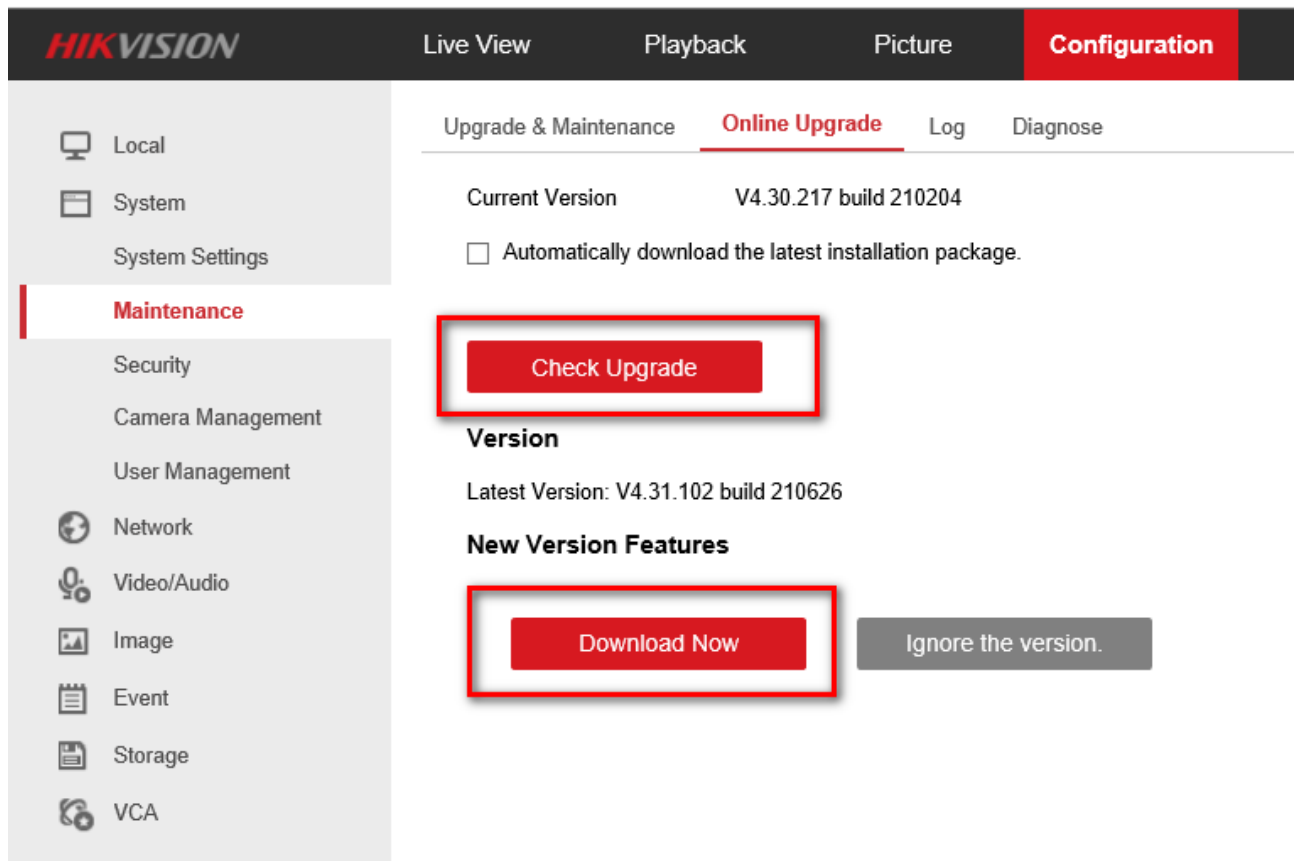 HIKVISION Live View Playback Picture Configuration
Local
System
System Settings
Maintenance
Security
Camera Management
User Management
Network
Video/Audio
Image
Event
Storage
VCA
Upgrade & Maintenance Online Upgrade Log Diagnose
Current Version V4.30.217 build 210204
Automatically download the latest installation package.
Check Upgrade
Version
Latest Version: V4.31.102 build 210626
New Version Features
Download Now Ignore the version.